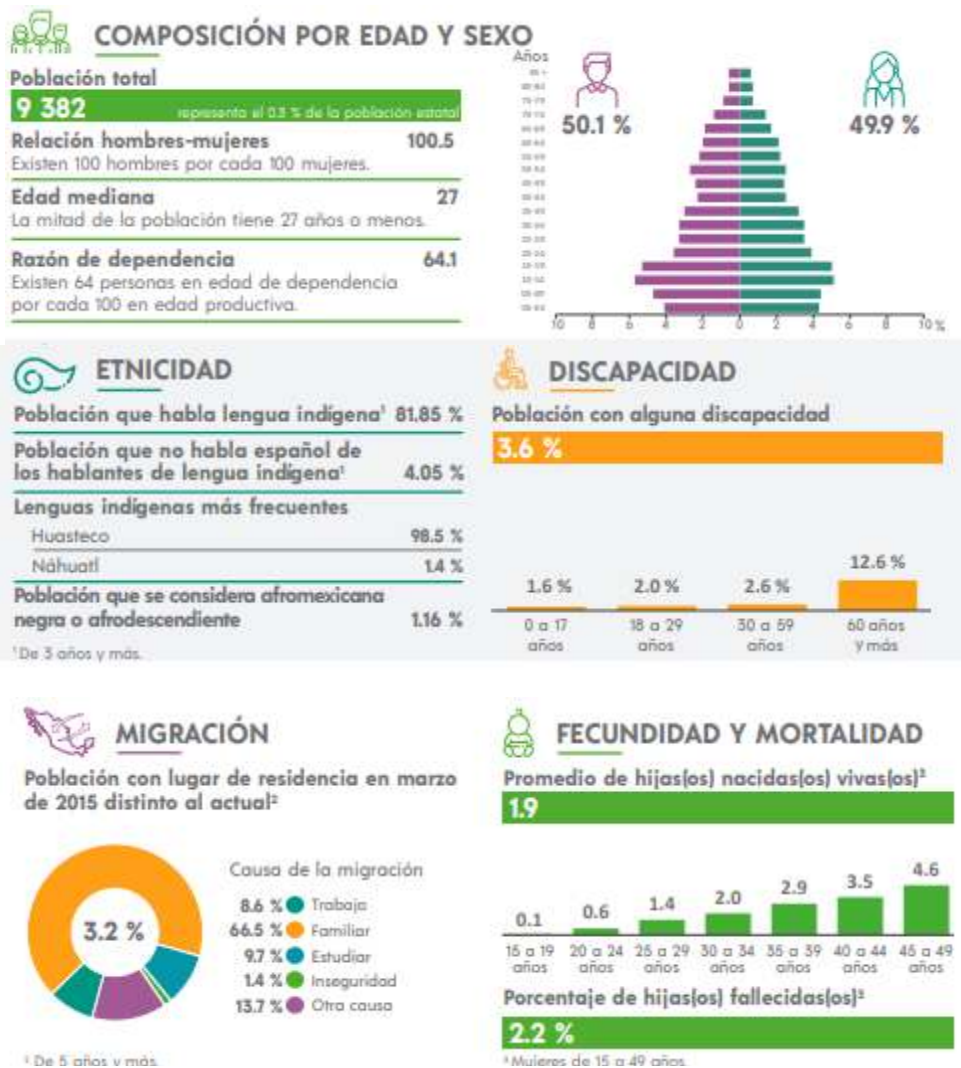 COMPOSICIÓN POR EDAD Y SEXO
Población total
9 382 representa el 0.3 % de la población estatal
Relación hombres-mujeres 100.5
Existen 100 hombres por cada 100 mujeres.
Edad mediana 27
La mitad de la población tiene 27 años o menos.
Razón de dependencia 64.1
Existen 64 personas en edad de dependencia
por cada 100 en edad productiva.
Años
50.1 %
49.9 %
10 8 6 4 2 0 2 4 6 8 10 %
ETNICIDAD
Población que habla lengua indígena¹ 81.85 %
Población que no habla español de
los hablantes de lengua indígena¹ 4.05 %
Lenguas indígenas más frecuentes
Huasteco 98.5 %
Náhuatl 1.4 %
Población que se considera afromexicana
negra o afrodescendiente 1.16 %
¹De 3 años y más.
DISCAPACIDAD
Población con alguna discapacidad
3.6 %
1.6 % 2.0 % 2.6 % 12.6 %
0 a 17 18 a 29 30 a 59 60 años
años años años y más
MIGRACIÓN
Población con lugar de residencia en marzo
de 2015 distinto al actual²
3.2 %
Causa de la migración
8.6 % Trabajo
66.5 % Familiar
9.7 % Estudiar
1.4 % Inseguridad
13.7 % Otra causa
² De 5 años y más.
FECUNDIDAD Y MORTALIDAD
Promedio de hijas(os) nacidas(os) vivas(os)³
1.9
0.1 0.6 1.4 2.0 2.9 3.5 4.6
15 a 19 20 a 24 25 a 29 30 a 34 35 a 39 40 a 44 45 a 49
años años años años años años años
Porcentaje de hijas(os) fallecidas(os)³
2.2 %
³Mujeres de 15 a 49 años.